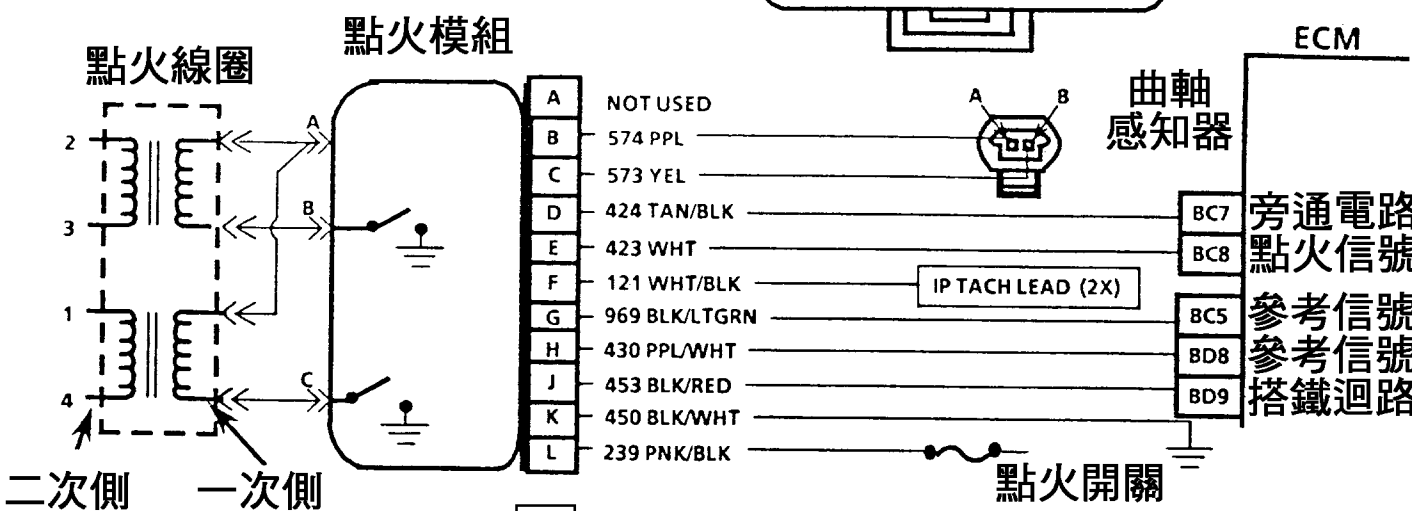 ECM
點火模組
點火線圈
曲軸
感知器
A
B
A
NOT USED
B
574 PPL
C
573 YEL
D
424 TAN/BLK
BC7
旁通電路
E
423 WHT
BC8
點火信號
F
121 WHT/BLK
IP TACH LEAD (2X)
G
969 BLK/LTGRN
BC5
參考信號
H
430 PPL/WHT
BD8
參考信號
J
453 BLK/RED
BD9
搭鐵迴路
K
450 BLK/WHT
L
239 PNK/BLK
點火開關
2
A
3
B
1
4
C
二次側
一次側